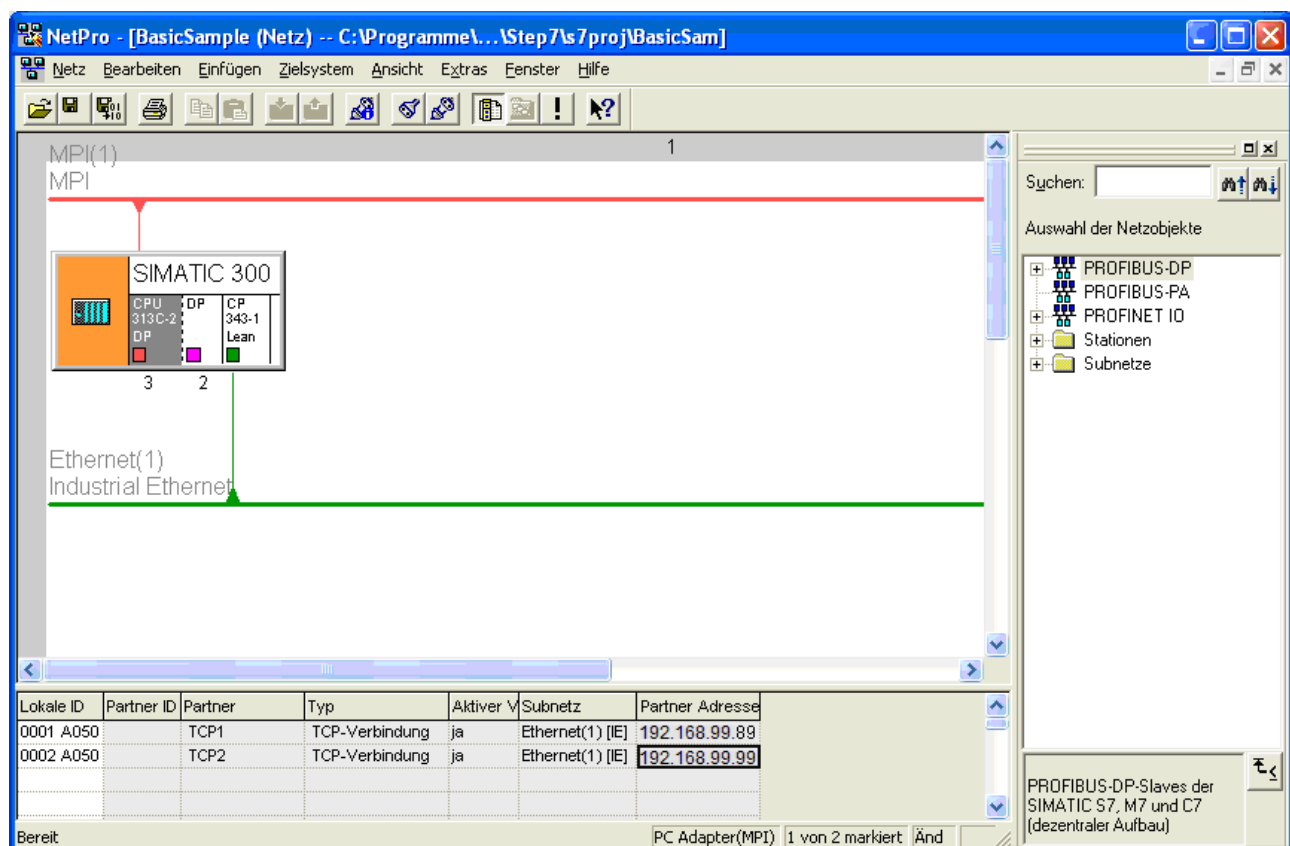 NetPro - [BasicSample (Netz) -- C:\Programme\...\Step7\s7proj\BasicSam]
Netz Bearbeiten Einfügen Zielsystem Ansicht Extras Fenster Hilfe
1
MPI(1)
MPI
SIMATIC 300
CPU 313C-2 DP
DP
CP 343-1 Lean
3 2
Ethernet(1)
Industrial Ethernet
Suchen:
Auswahl der Netzobjekte
PROFIBUS-DP
PROFIBUS-PA
PROFINET IO
Stationen
Subnetze
Lokale ID Partner ID Partner Typ Aktiver V Subnetz Partner Adresse
0001 A050 TCP1 TCP-Verbindung ja Ethernet(1) [IE] 192.168.99.89
0002 A050 TCP2 TCP-Verbindung ja Ethernet(1) [IE] 192.168.99.99
PROFIBUS-DP-Slaves der
SIMATIC S7, M7 und C7
(dezentraler Aufbau)
Bereit PC Adapter(MPI) 1 von 2 markiert Änd